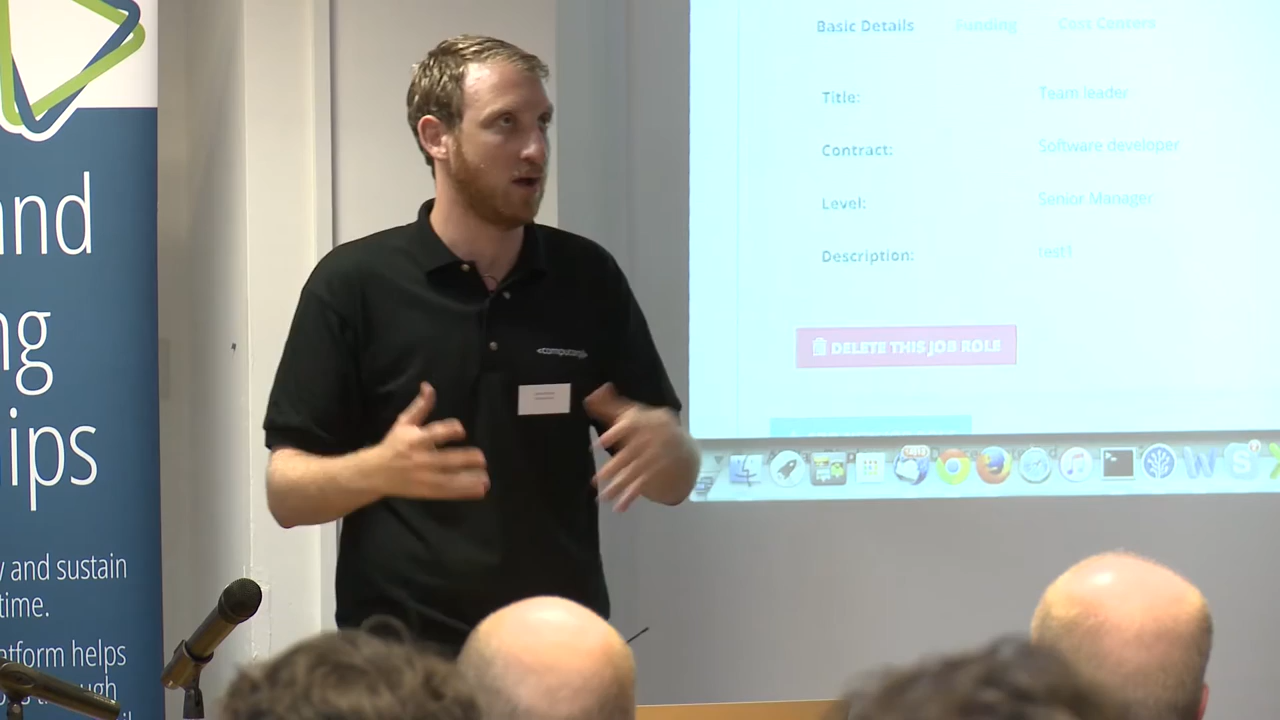 and
ng
ips
y and sustain
time.
atform helps
Basic Details Funding Cost Centers
Title: Team leader
Contract: Software developer
Level: Senior Manager
Description: test1
DELETE THIS JOB ROLE